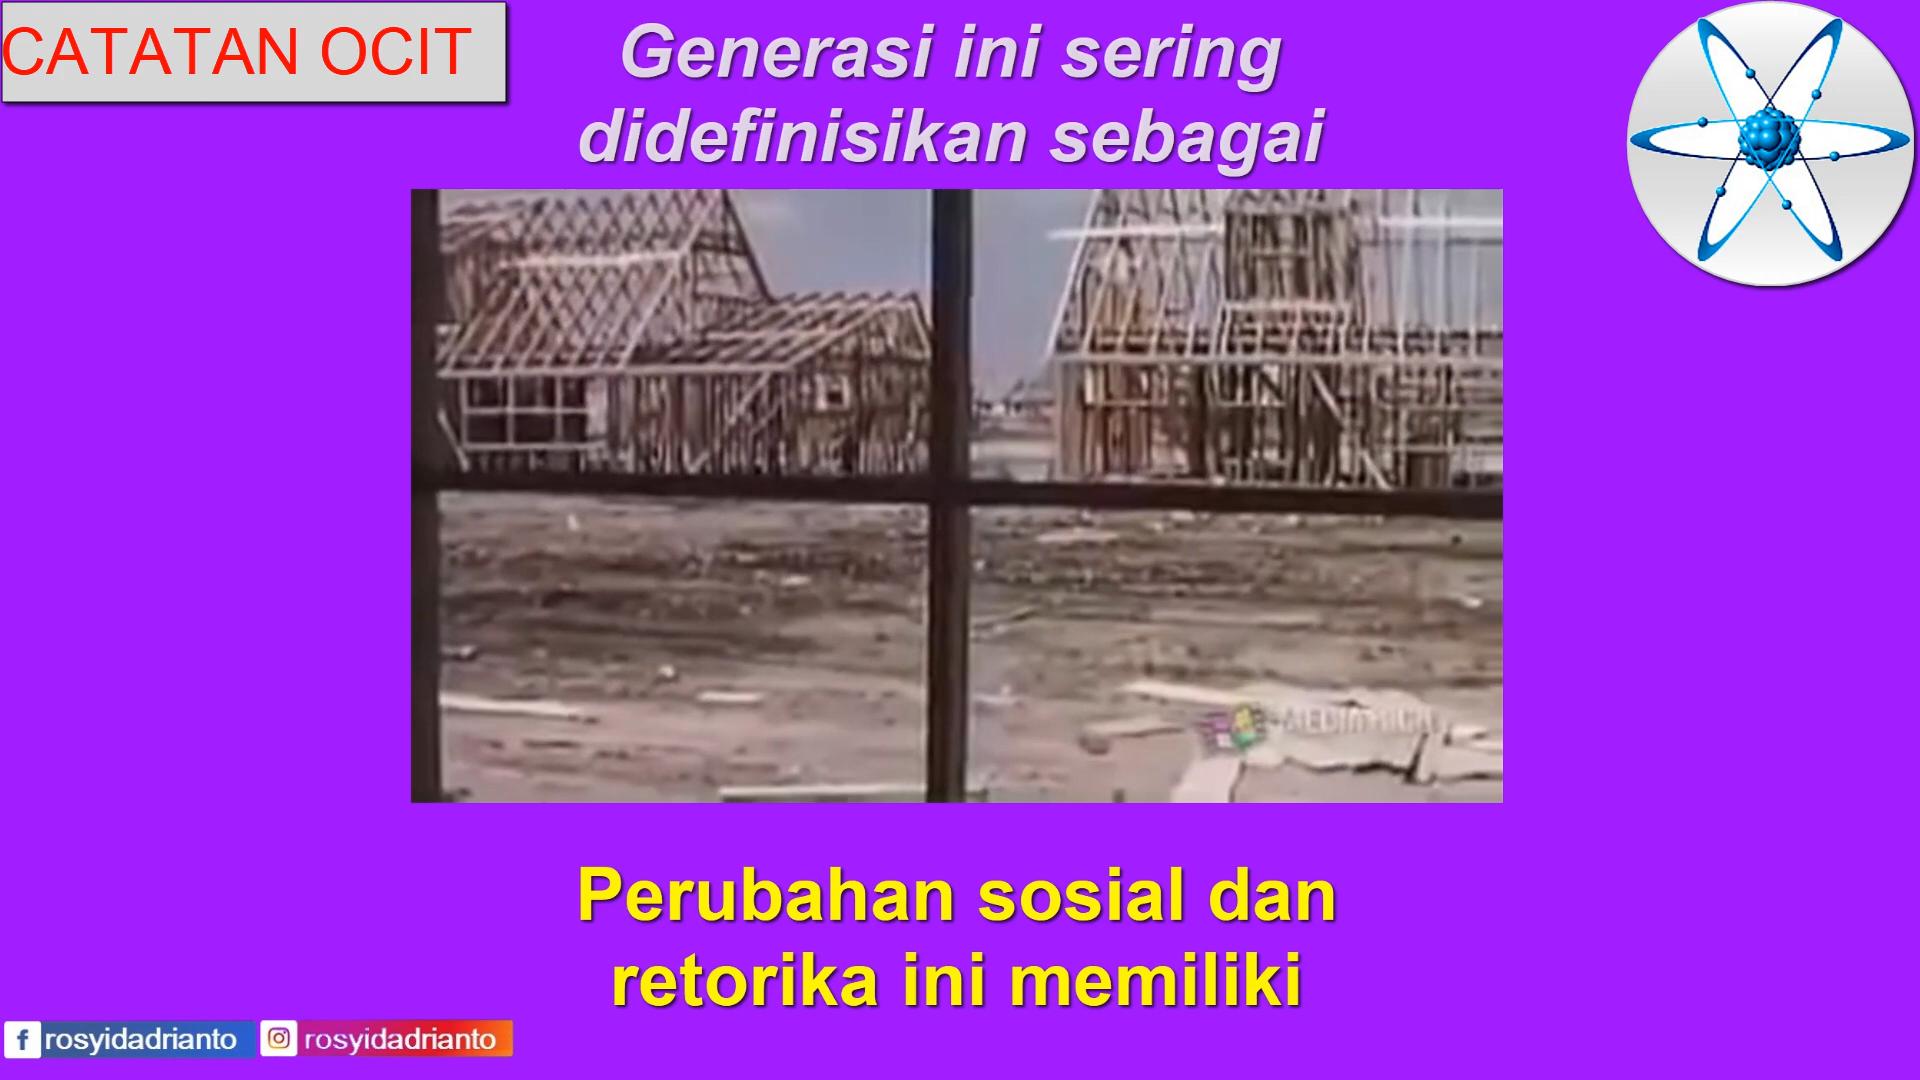 CATATAN OCIT
Generasi ini sering
didefinisikan sebagai
Perubahan sosial dan
retorika ini memiliki
rosyidadrianto
rosyidadrianto